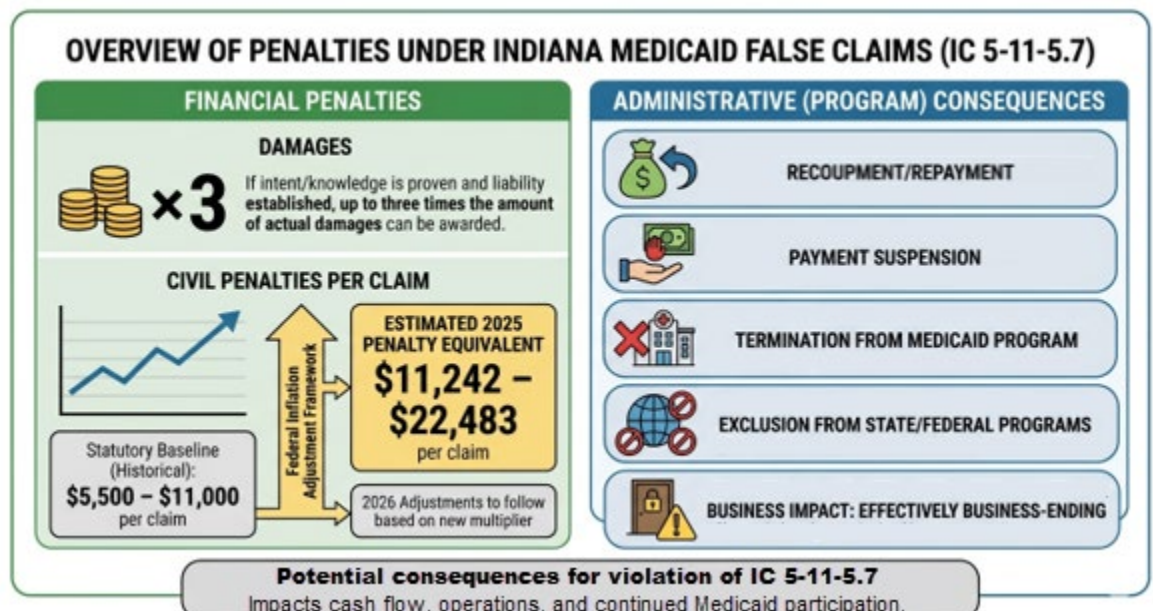 OVERVIEW OF PENALTIES UNDER INDIANA MEDICAID FALSE CLAIMS (IC 5-11-5.7)
FINANCIAL PENALTIES
DAMAGES
×3
If intent/knowledge is proven and liability
established, up to three times the amount
of actual damages can be awarded.
CIVIL PENALTIES PER CLAIM
Statutory Baseline
(Historical):
$5,500 – $11,000
per claim
Federal Inflation
Adjustment Framework
ESTIMATED 2025
PENALTY EQUIVALENT
$11,242 –
$22,483
per claim
2026 Adjustments to follow
based on new multiplier
ADMINISTRATIVE (PROGRAM) CONSEQUENCES
$
RECOUPMENT/REPAYMENT
PAYMENT SUSPENSION
TERMINATION FROM MEDICAID PROGRAM
EXCLUSION FROM STATE/FEDERAL PROGRAMS
!
BUSINESS IMPACT: EFFECTIVELY BUSINESS-ENDING
Potential consequences for violation of IC 5-11-5.7
Impacts cash flow, operations, and continued Medicaid participation.